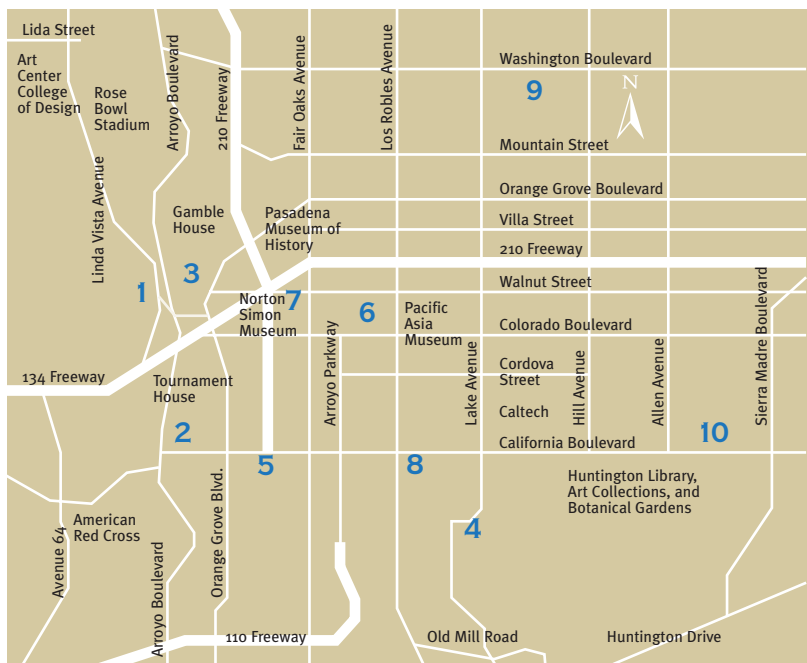 Lida Street
Art
Center
College
of Design
Rose
Bowl
Stadium
Arroyo Boulevard
210 Freeway
Fair Oaks Avenue
Los Robles Avenue
Washington Boulevard
9
N
Mountain Street
Orange Grove Boulevard
Villa Street
210 Freeway
Linda Vista Avenue
Gamble
House
Pasadena
Museum of
History
1
3
Walnut Street
Norton
Simon
Museum
7
6
Pacific
Asia
Museum
Colorado Boulevard
Sierra Madre Boulevard
134 Freeway
Tournament
House
Arroyo Parkway
Lake Avenue
Cordova
Street
Hill Avenue
Allen Avenue
Caltech
2
California Boulevard
10
5
8
Huntington Library,
Art Collections, and
Botanical Gardens
4
American
Red Cross
Avenue 64
Arroyo Boulevard
Orange Grove Blvd.
110 Freeway
Old Mill Road
Huntington Drive